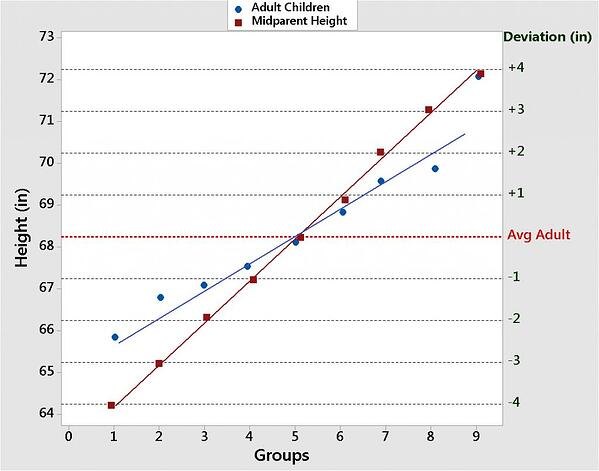 Adult Children
Midparent Height
Deviation (in)
73
72
71
70
69
68
67
66
65
64
+4
+3
+2
+1
Avg Adult
-1
-2
-3
-4
Height (in)
0 1 2 3 4 5 6 7 8 9
Groups